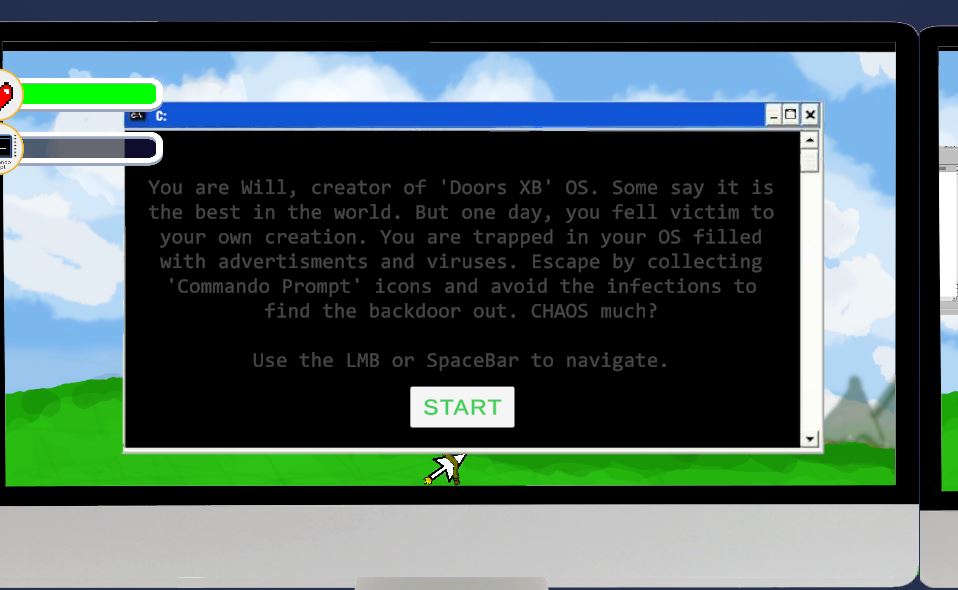 C:
You are Will, creator of 'Doors XB' OS. Some say it is
the best in the world. But one day, you fell victim to
your own creation. You are trapped in your OS filled
with advertisments and viruses. Escape by collecting
'Commando Prompt' icons and avoid the infections to
find the backdoor out. CHAOS much?
Use the LMB or SpaceBar to navigate.
START